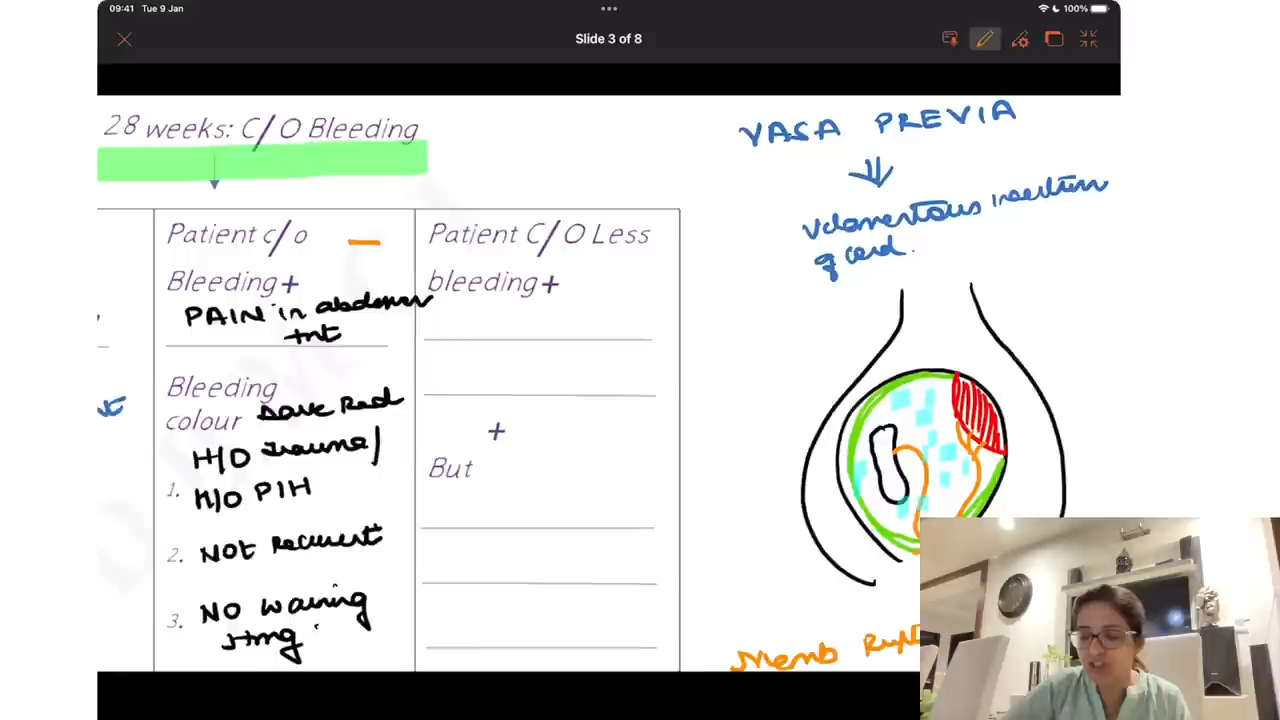 09:41 Tue 9 Jan
100%
Slide 3 of 8
28 weeks: C/O Bleeding
Patient c/o
Bleeding+
PAIN in abdomen
Bleeding
colour Dark Red
H/O Trauma/
1. H/O PIH
2. NOT Recurrent
3. NO warning
Patient C/O Less
bleeding+
+
But
VASA PREVIA
Velamentous insertion
of cord.
Memb